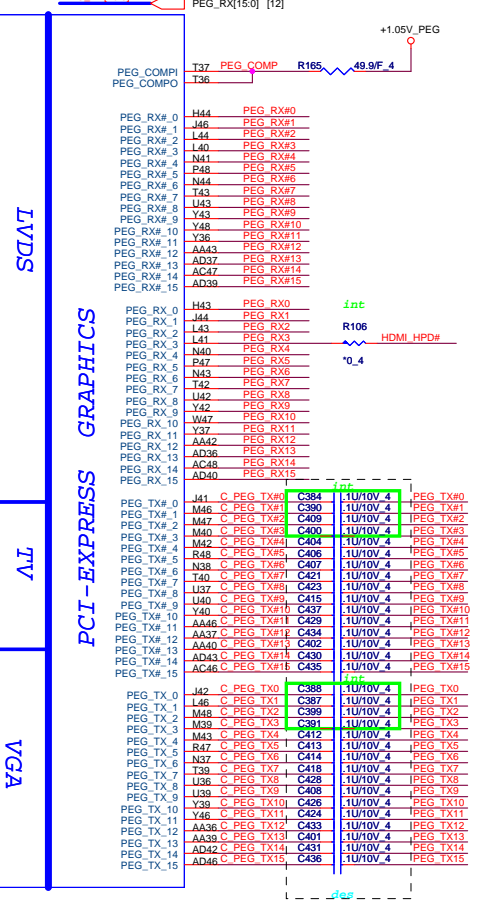 PEG_RX[15:0] [12]
+1.05V_PEG
PEG_COMPI T37 PEG_COMP R165 49.9/F_4
PEG_COMPO T36
PEG_RX#_0 H44 PEG_RX#0
PEG_RX#_1 J46 PEG_RX#1
PEG_RX#_2 L44 PEG_RX#2
PEG_RX#_3 L40 PEG_RX#3
PEG_RX#_4 N41 PEG_RX#4
PEG_RX#_5 P48 PEG_RX#5
PEG_RX#_6 N44 PEG_RX#6
PEG_RX#_7 T43 PEG_RX#7
PEG_RX#_8 U43 PEG_RX#8
PEG_RX#_9 Y43 PEG_RX#9
PEG_RX#_10 Y48 PEG_RX#10
PEG_RX#_11 Y36 PEG_RX#11
PEG_RX#_12 AA43 PEG_RX#12
PEG_RX#_13 AD37 PEG_RX#13
PEG_RX#_14 AC47 PEG_RX#14
PEG_RX#_15 AD39 PEG_RX#15
LVDS
PEG_RX_0 H43 PEG_RX0 int
PEG_RX_1 J44 PEG_RX1
PEG_RX_2 L43 PEG_RX2 R106
PEG_RX_3 L41 PEG_RX3 HDMI_HPD#
PEG_RX_4 N40 PEG_RX4
PEG_RX_5 P47 PEG_RX5 *0_4
PEG_RX_6 N43 PEG_RX6
PEG_RX_7 T42 PEG_RX7
PEG_RX_8 U42 PEG_RX8
PEG_RX_9 Y42 PEG_RX9
PEG_RX_10 W47 PEG_RX10
PEG_RX_11 Y37 PEG_RX11
PEG_RX_12 AA42 PEG_RX12
PEG_RX_13 AD36 PEG_RX13
PEG_RX_14 AC48 PEG_RX14
PEG_RX_15 AD40 PEG_RX15
PCI-EXPRESS GRAPHICS
int
PEG_TX#_0 J41 C_PEG_TX#0 C384 .1U/10V_4 PEG_TX#0
PEG_TX#_1 M46 C_PEG_TX#1 C390 .1U/10V_4 PEG_TX#1
PEG_TX#_2 M47 C_PEG_TX#2 C409 .1U/10V_4 PEG_TX#2
PEG_TX#_3 M40 C_PEG_TX#3 C400 .1U/10V_4 PEG_TX#3
PEG_TX#_4 M42 C_PEG_TX#4 C404 .1U/10V_4 PEG_TX#4
PEG_TX#_5 R48 C_PEG_TX#5 C406 .1U/10V_4 PEG_TX#5
PEG_TX#_6 N38 C_PEG_TX#6 C407 .1U/10V_4 PEG_TX#6
PEG_TX#_7 T40 C_PEG_TX#7 C421 .1U/10V_4 PEG_TX#7
PEG_TX#_8 U37 C_PEG_TX#8 C423 .1U/10V_4 PEG_TX#8
PEG_TX#_9 U40 C_PEG_TX#9 C415 .1U/10V_4 PEG_TX#9
PEG_TX#_10 Y40 C_PEG_TX#10 C437 .1U/10V_4 PEG_TX#10
PEG_TX#_11 AA46 C_PEG_TX#11 C429 .1U/10V_4 PEG_TX#11
PEG_TX#_12 AA37 C_PEG_TX#12 C434 .1U/10V_4 PEG_TX#12
PEG_TX#_13 AA40 C_PEG_TX#13 C402 .1U/10V_4 PEG_TX#13
PEG_TX#_14 AD43 C_PEG_TX#14 C430 .1U/10V_4 PEG_TX#14
PEG_TX#_15 AC46 C_PEG_TX#15 C435 .1U/10V_4 PEG_TX#15
TV
int
PEG_TX_0 J42 C_PEG_TX0 C388 .1U/10V_4 PEG_TX0
PEG_TX_1 L46 C_PEG_TX1 C387 .1U/10V_4 PEG_TX1
PEG_TX_2 M48 C_PEG_TX2 C399 .1U/10V_4 PEG_TX2
PEG_TX_3 M39 C_PEG_TX3 C391 .1U/10V_4 PEG_TX3
PEG_TX_4 M43 C_PEG_TX4 C412 .1U/10V_4 PEG_TX4
PEG_TX_5 R47 C_PEG_TX5 C413 .1U/10V_4 PEG_TX5
PEG_TX_6 N37 C_PEG_TX6 C414 .1U/10V_4 PEG_TX6
PEG_TX_7 T39 C_PEG_TX7 C418 .1U/10V_4 PEG_TX7
PEG_TX_8 U36 C_PEG_TX8 C428 .1U/10V_4 PEG_TX8
PEG_TX_9 U39 C_PEG_TX9 C408 .1U/10V_4 PEG_TX9
PEG_TX_10 Y39 C_PEG_TX10 C426 .1U/10V_4 PEG_TX10
PEG_TX_11 Y46 C_PEG_TX11 C424 .1U/10V_4 PEG_TX11
PEG_TX_12 AA36 C_PEG_TX12 C433 .1U/10V_4 PEG_TX12
PEG_TX_13 AA39 C_PEG_TX13 C401 .1U/10V_4 PEG_TX13
PEG_TX_14 AD42 C_PEG_TX14 C431 .1U/10V_4 PEG_TX14
PEG_TX_15 AD46 C_PEG_TX15 C436 .1U/10V_4 PEG_TX15
VGA
des